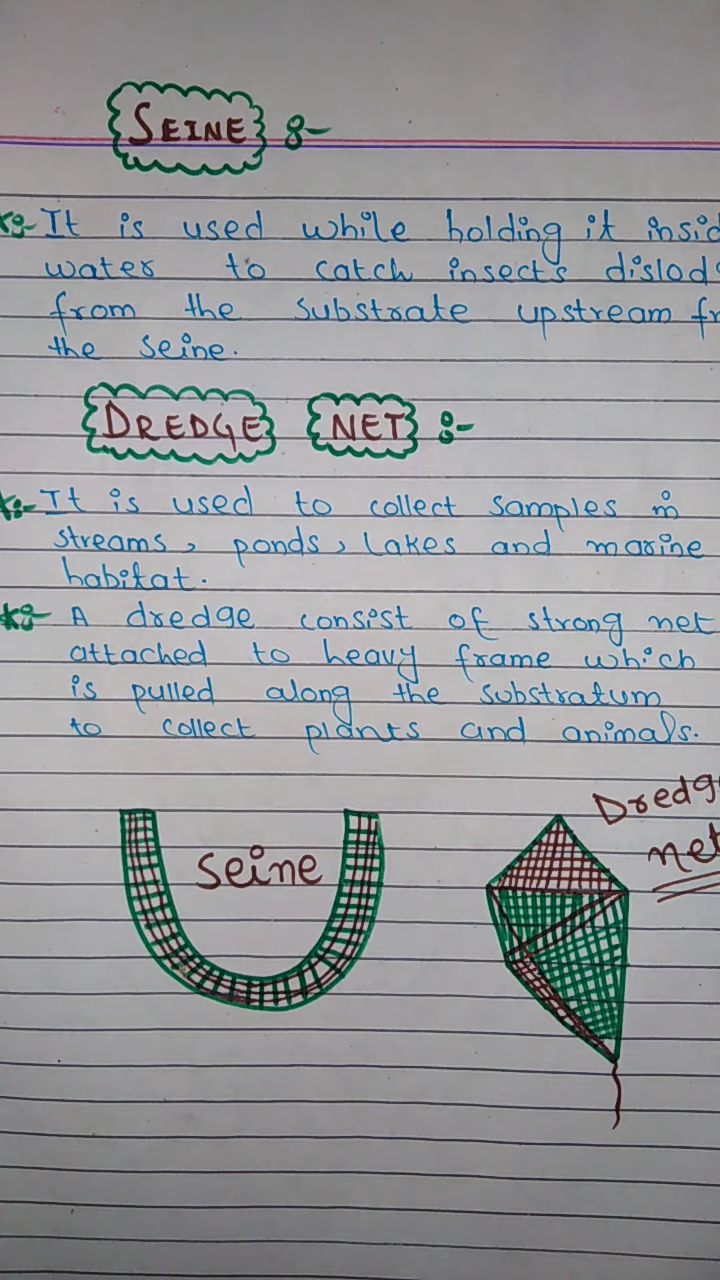 SEINE :-
*:- It is used while holding it insid
water to catch insects dislod
from the substrate upstream fr
the seine.
DREDGE NET :-
*:- It is used to collect samples in
streams, ponds, lakes and marine
habitat.
*:- A dredge consist of strong net
attached to heavy frame which
is pulled along the substratum
to collect plants and animals.
seine
Dredg
net